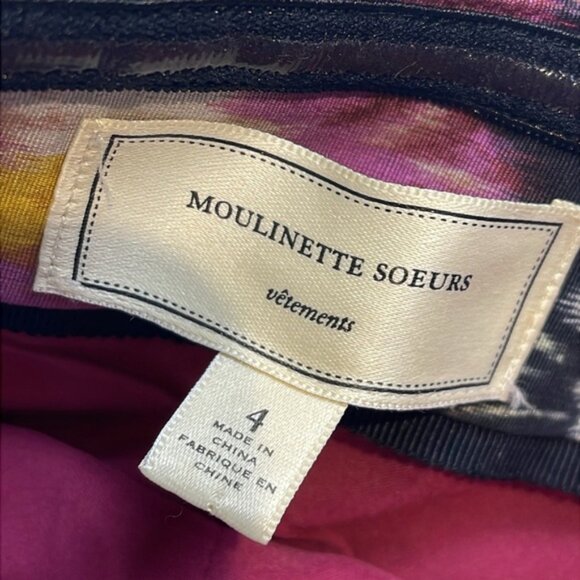 MOULINETTE SOEURS
vêtements
4
MADE IN
CHINA
FABRIQUE EN
CHINE